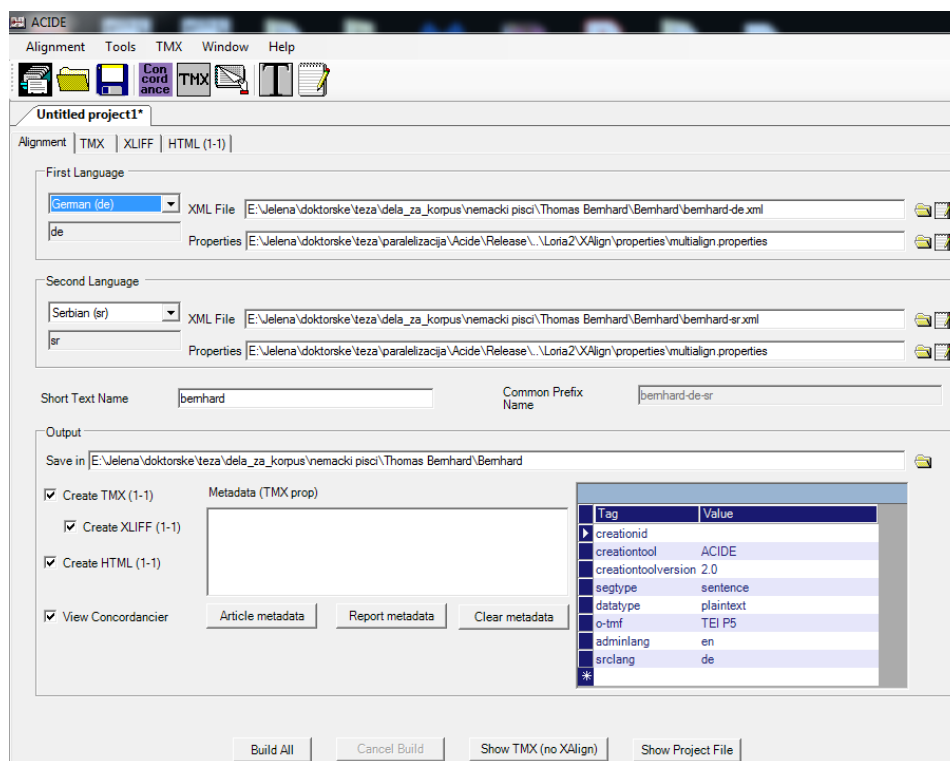 ACIDE
Alignment Tools TMX Window Help
Con cord ance TMX T
Untitled project1*
Alignment TMX XLIFF HTML (1-1)
First Language
German (de) XML File E:\Jelena\doktorske\teza\dela_za_korpus\nemacki pisci\Thomas Bernhard\Bernhard\bernhard-de.xml
de
Properties E:\Jelena\doktorske\teza\paralelizacija\Acide\Release\..\Loria2\XAlign\properties\multialign.properties
Second Language
Serbian (sr) XML File E:\Jelena\doktorske\teza\dela_za_korpus\nemacki pisci\Thomas Bernhard\Bernhard\bernhard-sr.xml
sr
Properties E:\Jelena\doktorske\teza\paralelizacija\Acide\Release\..\Loria2\XAlign\properties\multialign.properties
Short Text Name bernhard Common Prefix Name bernhard-de-sr
Output
Save in E:\Jelena\doktorske\teza\dela_za_korpus\nemacki pisci\Thomas Bernhard\Bernhard
Create TMX (1-1)
Create XLIFF (1-1)
Create HTML (1-1)
View Concordancier
Metadata (TMX prop)
Article metadata Report metadata Clear metadata
Tag Value
creationid
creationtool ACIDE
creationtoolversion 2.0
segtype sentence
datatype plaintext
o-tmf TEI P5
adminlang en
srclang de
Build All Cancel Build Show TMX (no XAlign) Show Project File